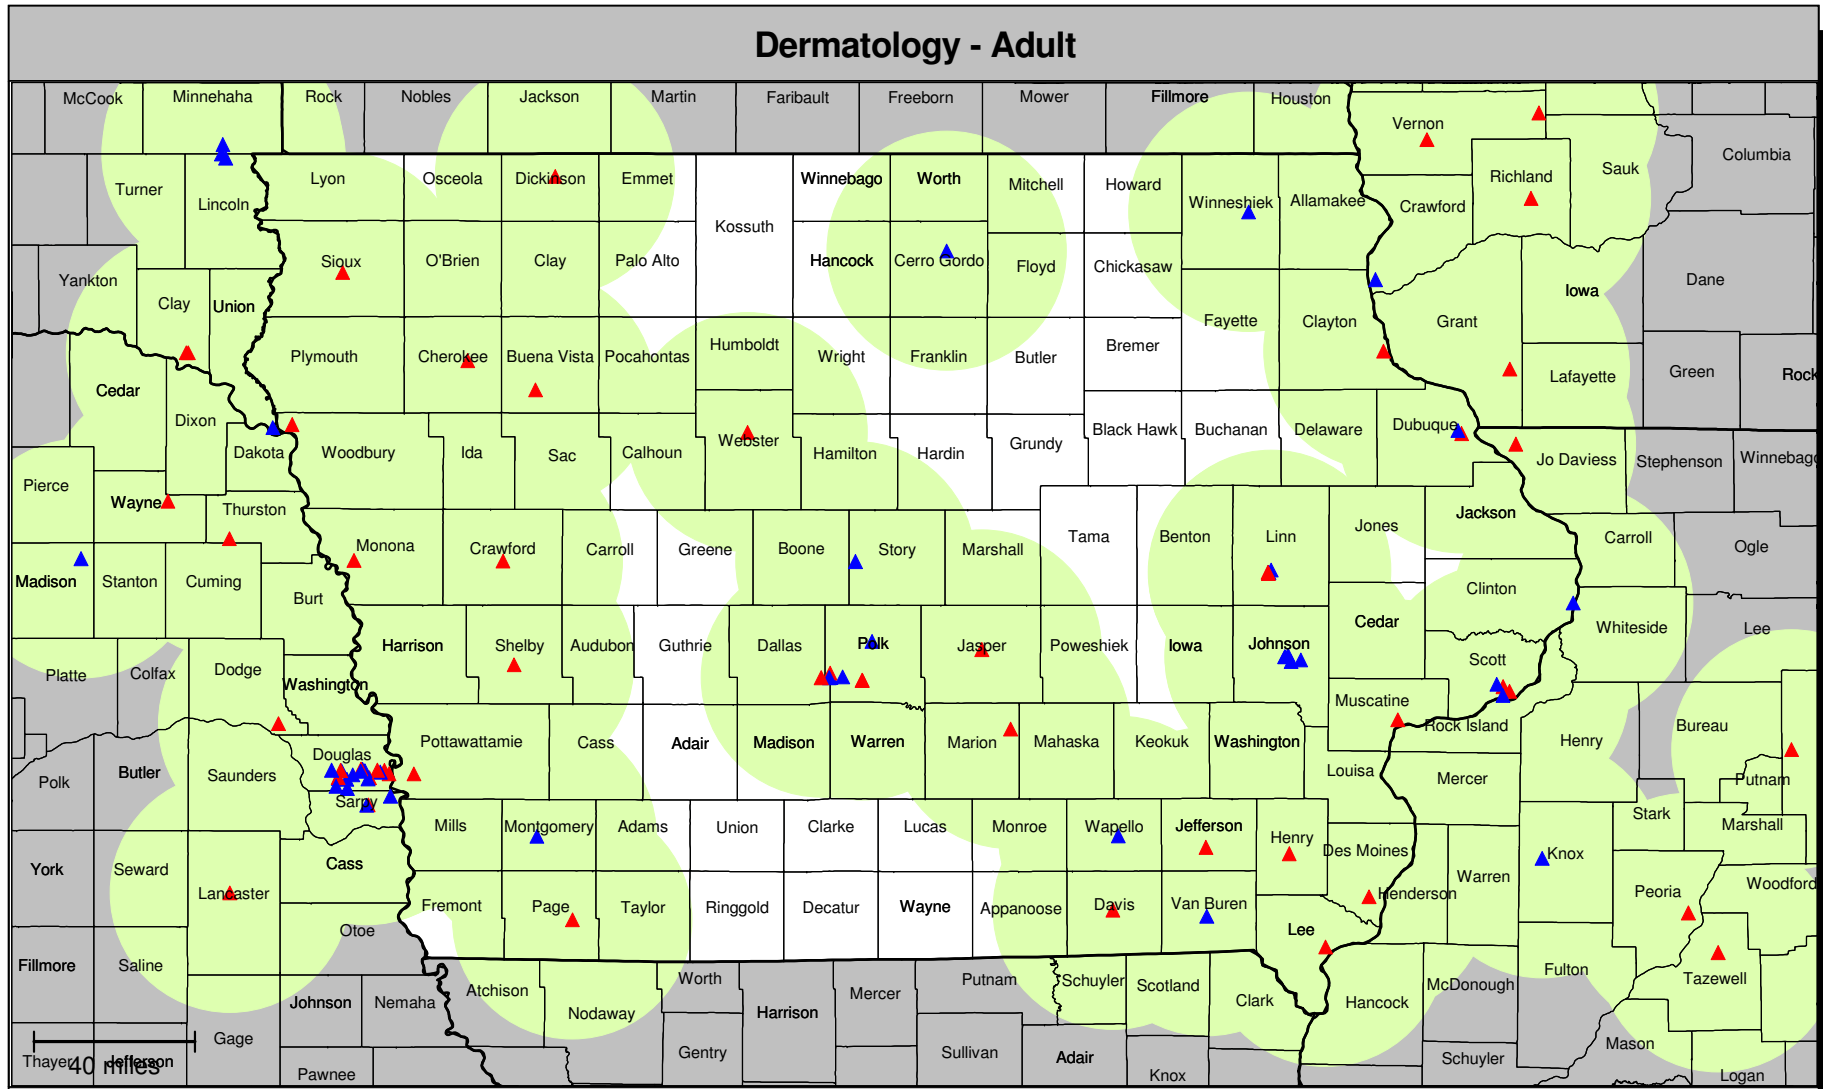 Dermatology - Adult
McCook Minnehaha Rock Nobles Jackson Martin Faribault Freeborn Mower Fillmore Houston
Vernon
Columbia
Sauk
Richland
Turner Lyon Osceola Dickinson Emmet Winnebago Worth Mitchell Howard
Lincoln Winneshiek Allamakee Crawford
Kossuth
Yankton Sioux O'Brien Clay Palo Alto Hancock Cerro Gordo Floyd Chickasaw Dane
Clay Union Iowa
Fayette Clayton Grant
Plymouth Cherokee Buena Vista Pocahontas Humboldt Wright Franklin Butler Bremer
Lafayette Green Rock
Cedar
Dixon
Dakota Woodbury Ida Sac Calhoun Webster Hamilton Hardin Grundy Black Hawk Buchanan Delaware Dubuque
Jo Daviess Stephenson Winnebago
Pierce
Wayne Thurston
Monona Crawford Carroll Greene Boone Story Marshall Tama Benton Linn Jones Jackson Carroll Ogle
Madison Stanton Cuming
Burt Clinton
Cedar Whiteside Lee
Harrison Shelby Audubon Guthrie Dallas Polk Jasper Poweshiek Iowa Johnson
Scott
Platte Colfax Dodge Washington
Muscatine
Rock Island Bureau
Pottawattamie Cass Adair Madison Warren Marion Mahaska Keokuk Washington Henry
Douglas
Polk Butler Saunders Louisa Mercer Putnam
Sarpy
Stark Marshall
Mills Montgomery Adams Union Clarke Lucas Monroe Wapello Jefferson Henry
Des Moines Knox
York Seward Cass
Lancaster Henderson Warren Peoria Woodford
Fremont Page Taylor Ringgold Decatur Wayne Appanoose Davis Van Buren
Otoe Lee
Fillmore Saline
Fulton
Worth Putnam Schuyler Scotland McDonough Tazewell
Johnson Nemaha Atchison Mercer Clark Hancock
Nodaway Harrison
Gage Mason
Gentry Sullivan Adair Schuyler
Thayer Jefferson
40 miles
Pawnee Knox Logan